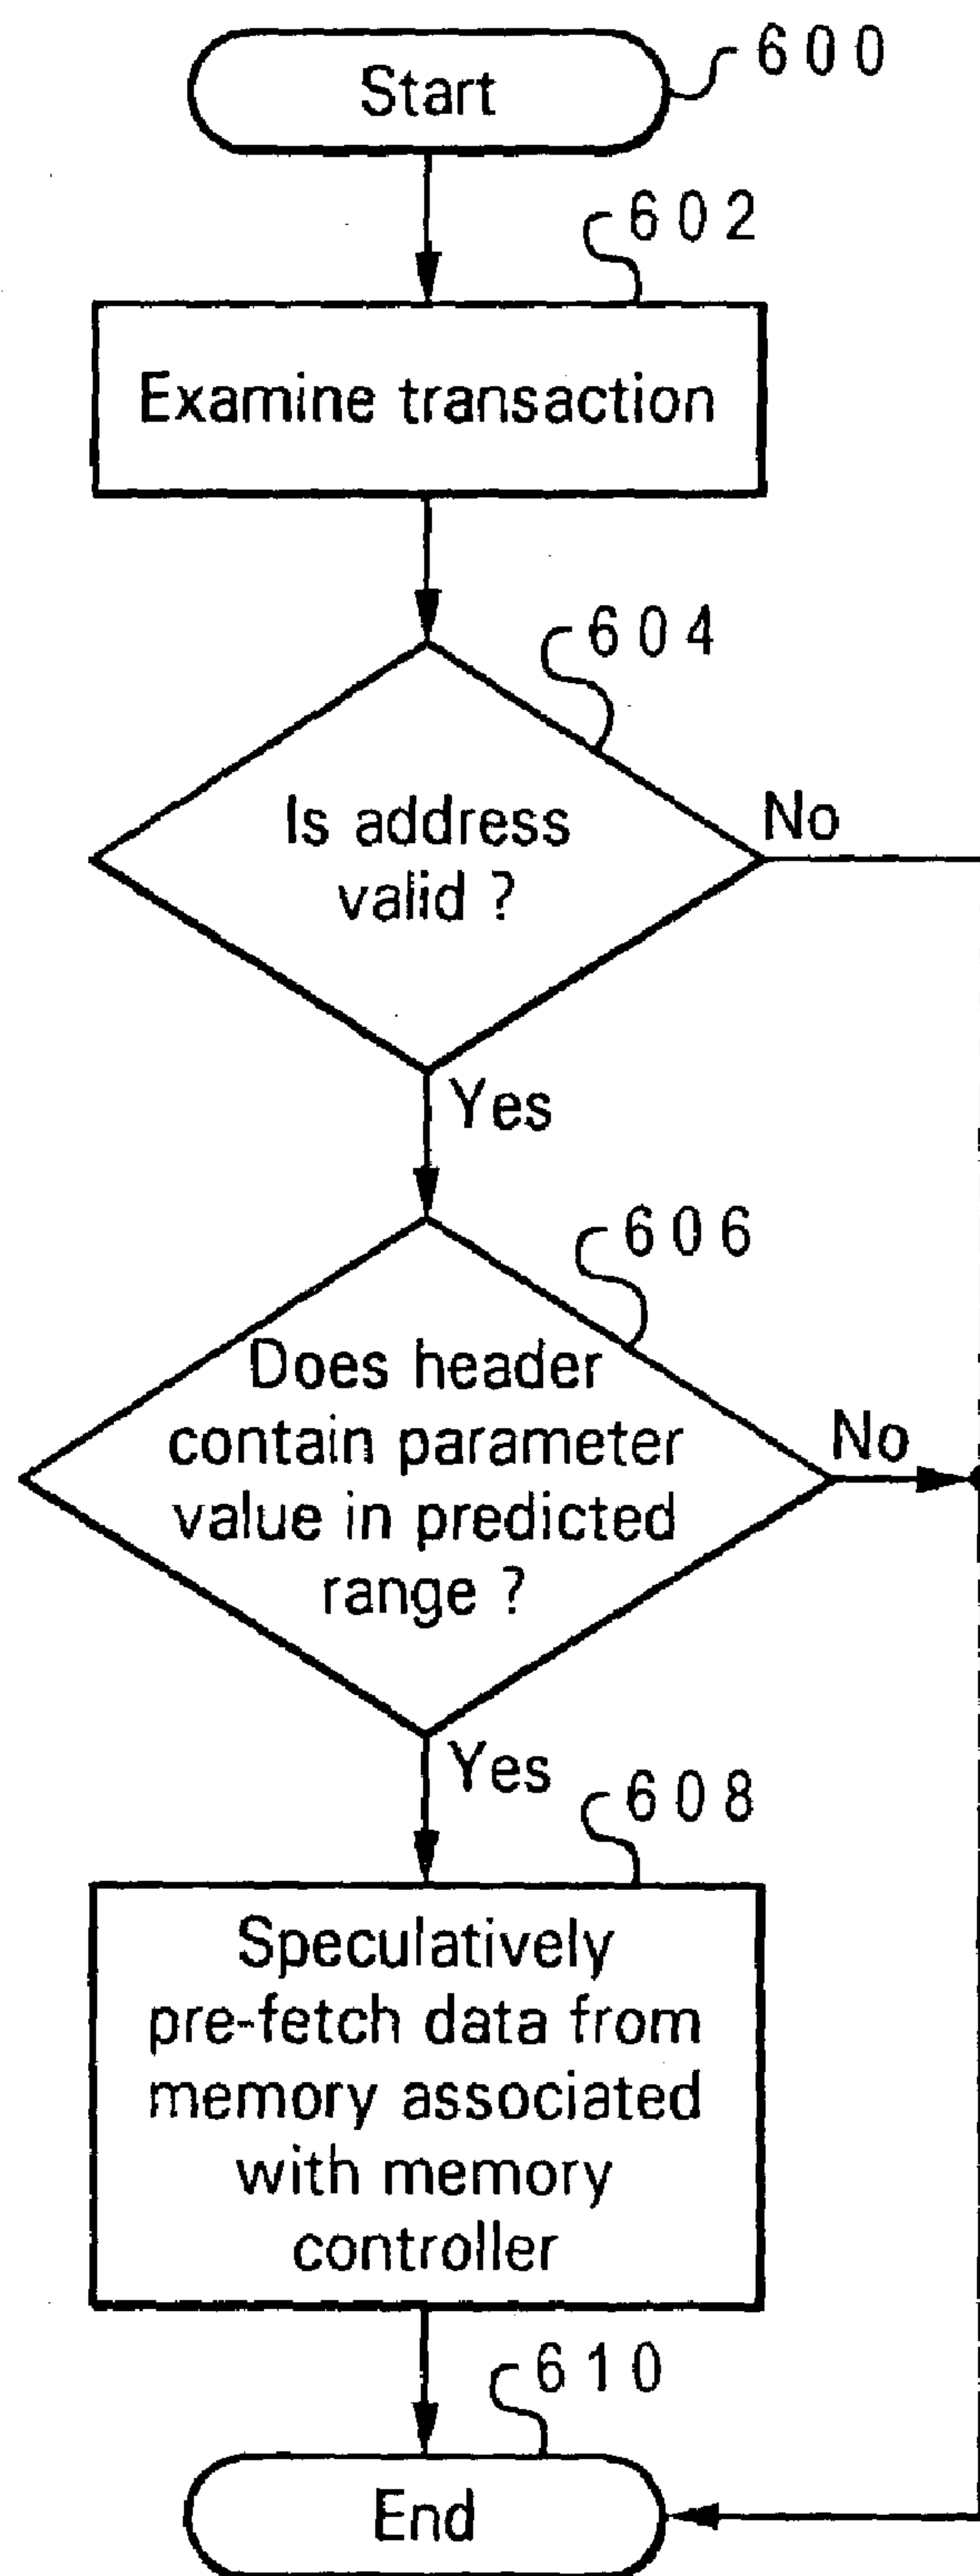 Start
600
602
Examine transaction
604
Is address
valid ?
No
Yes
606
Does header
contain parameter
value in predicted
range ?
No
Yes
608
Speculatively
pre-fetch data from
memory associated
with memory
controller
610
End